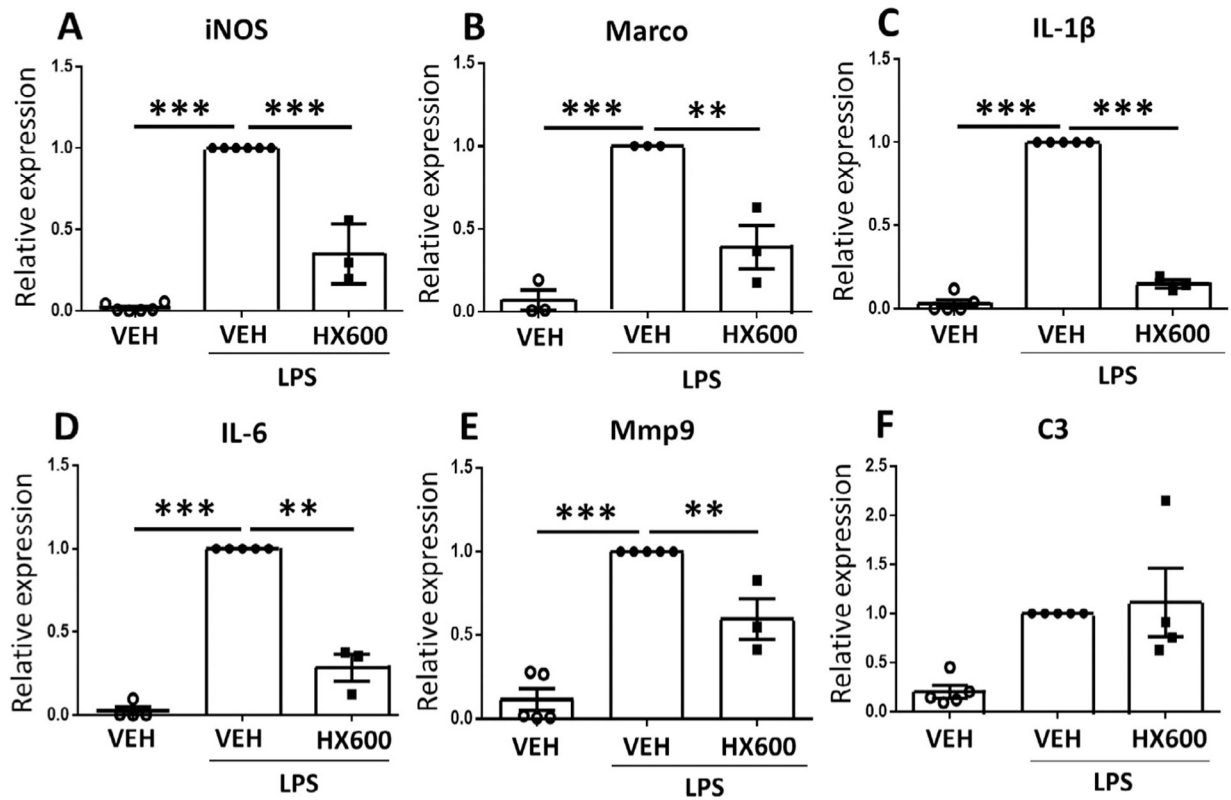 A
iNOS
Relative expression
1.5
1.0
0.5
0.0
***
***
VEH
VEH
HX600
LPS
B
Marco
Relative expression
1.5
1.0
0.5
0.0
***
**
VEH
VEH
HX600
LPS
C
IL-1β
Relative expression
1.5
1.0
0.5
0.0
***
***
VEH
VEH
HX600
LPS
D
IL-6
Relative expression
1.5
1.0
0.5
0.0
***
**
VEH
VEH
HX600
LPS
E
Mmp9
Relative expression
1.5
1.0
0.5
0.0
***
**
VEH
VEH
HX600
LPS
F
C3
Relative expression
2.5
2.0
1.5
1.0
0.5
0.0
VEH
VEH
HX600
LPS